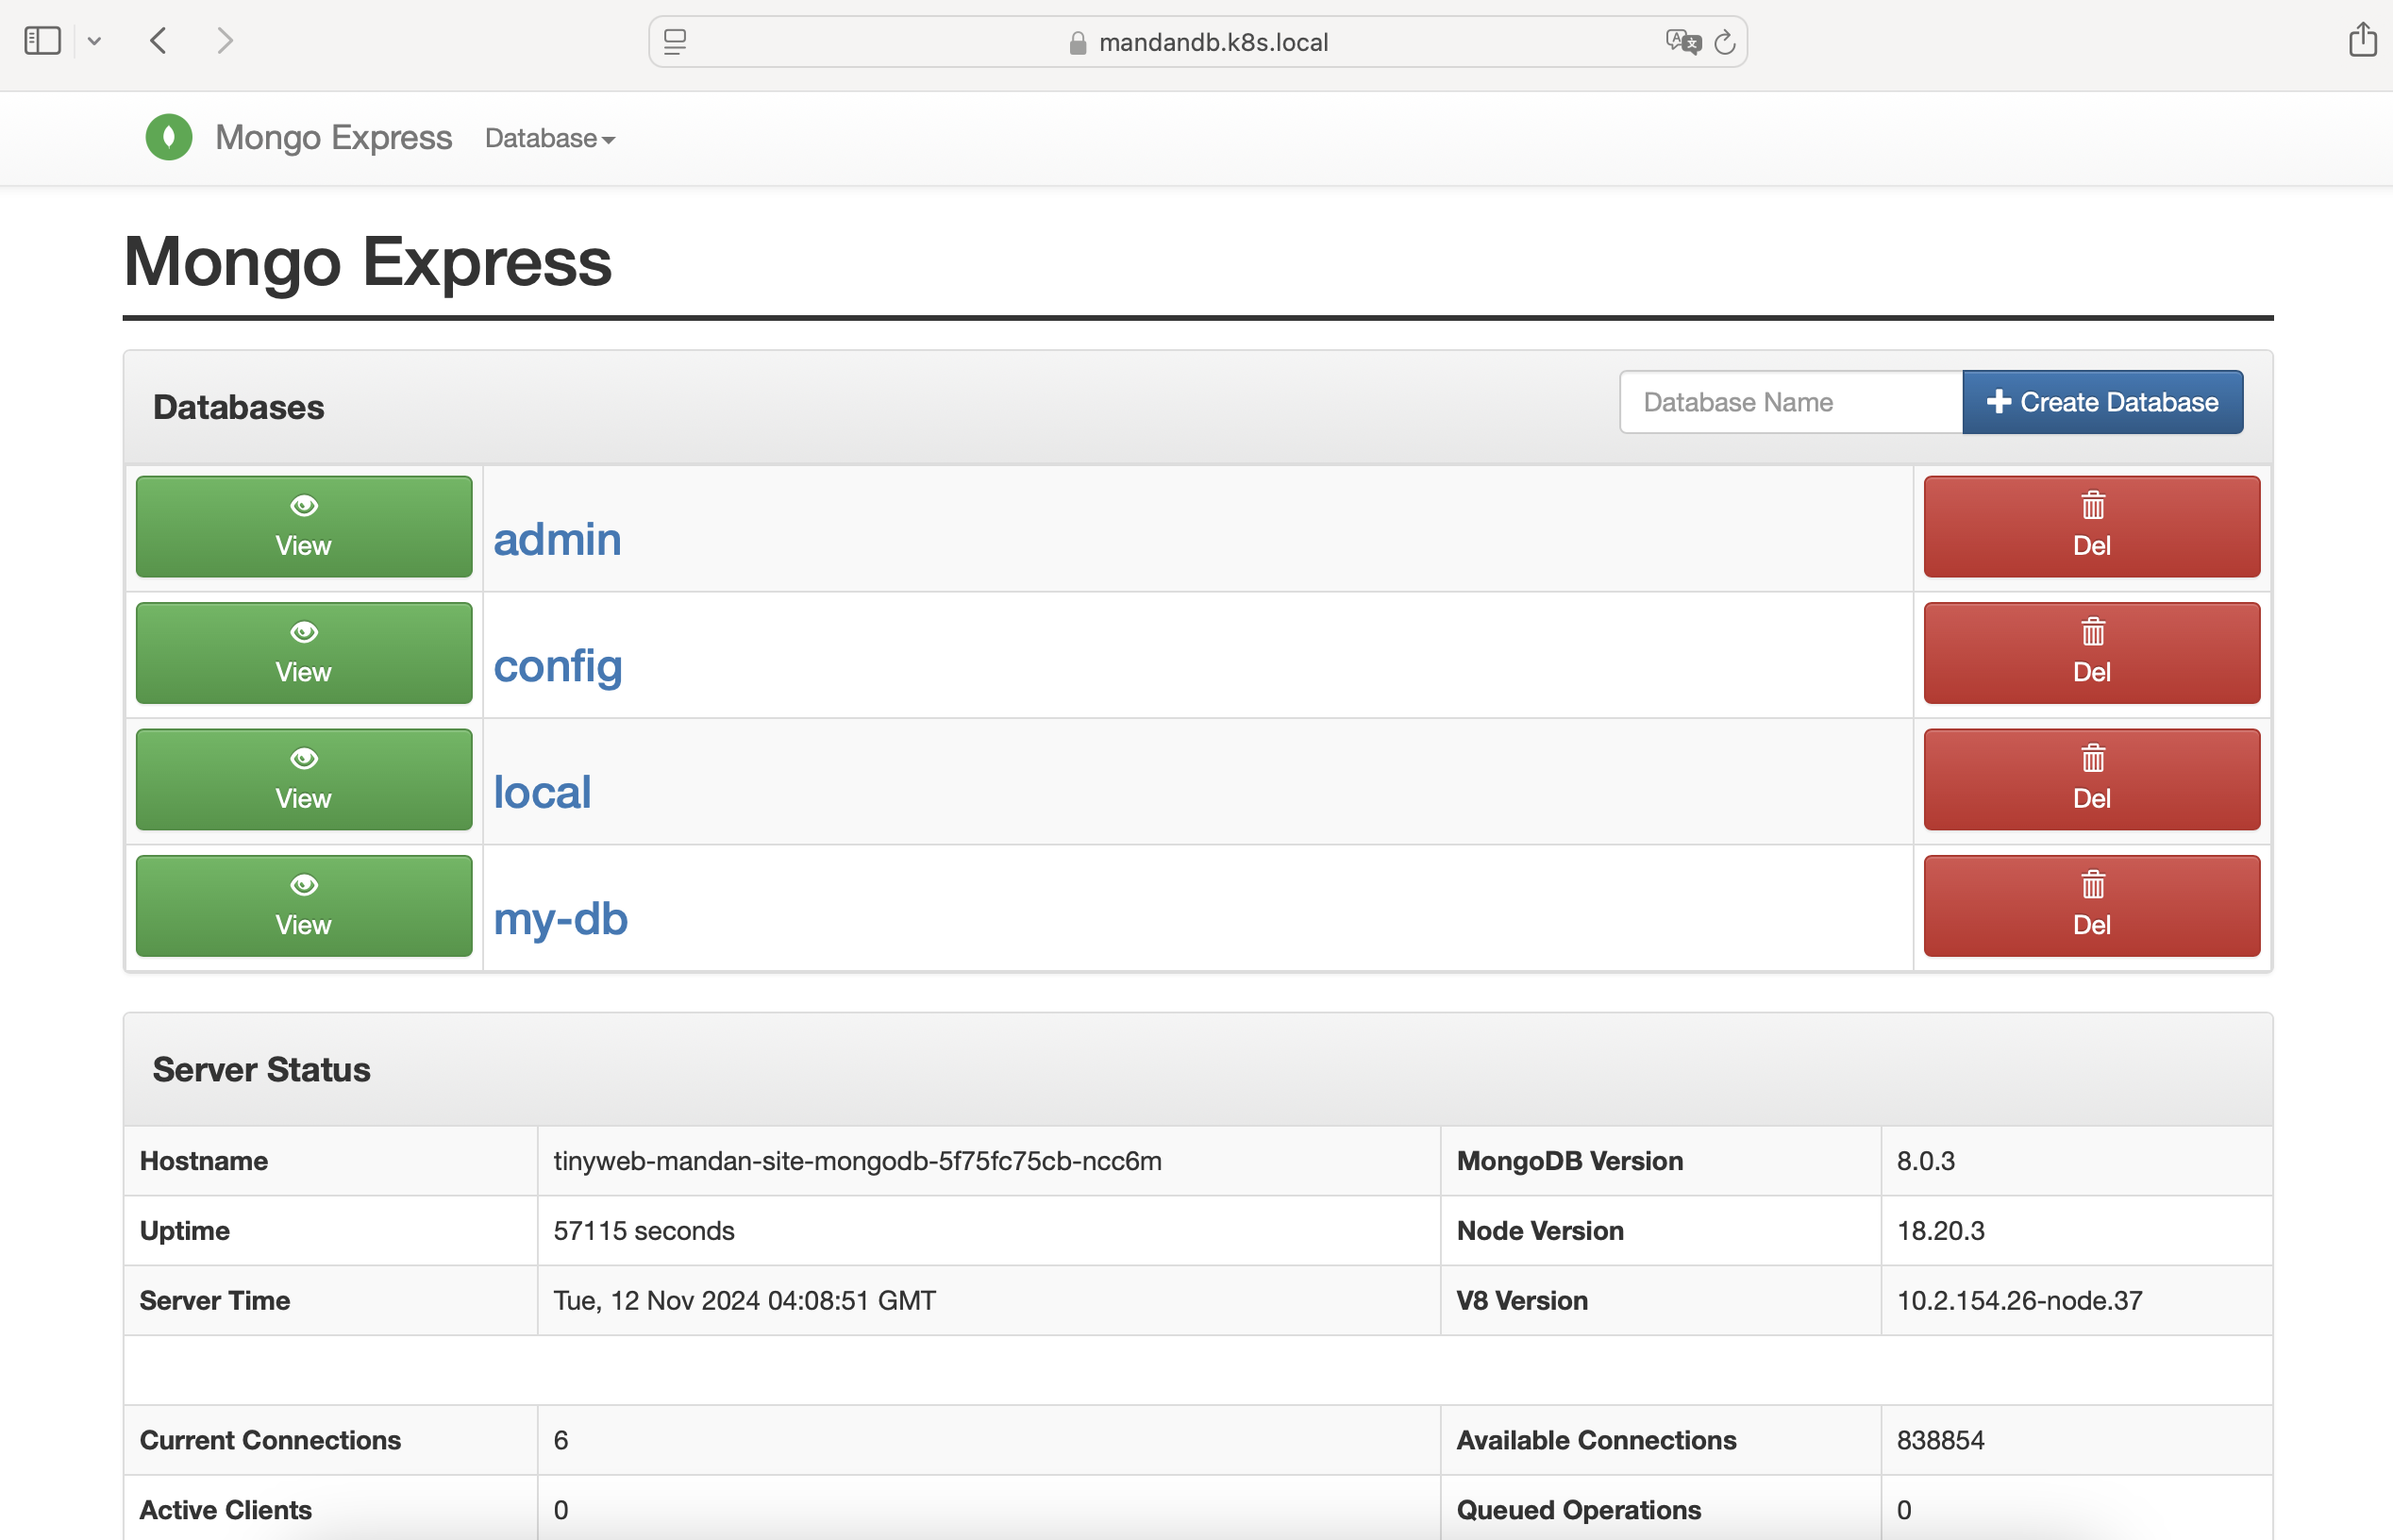 mandandb.k8s.local
Mongo Express Database
Mongo Express
Databases Database Name Create Database
View admin Del
View config Del
View local Del
View my-db Del
Server Status
Hostname tinyweb-mandan-site-mongodb-5f75fc75cb-ncc6m MongoDB Version 8.0.3
Uptime 57115 seconds Node Version 18.20.3
Server Time Tue, 12 Nov 2024 04:08:51 GMT V8 Version 10.2.154.26-node.37
Current Connections 6 Available Connections 838854
Active Clients 0 Queued Operations 0